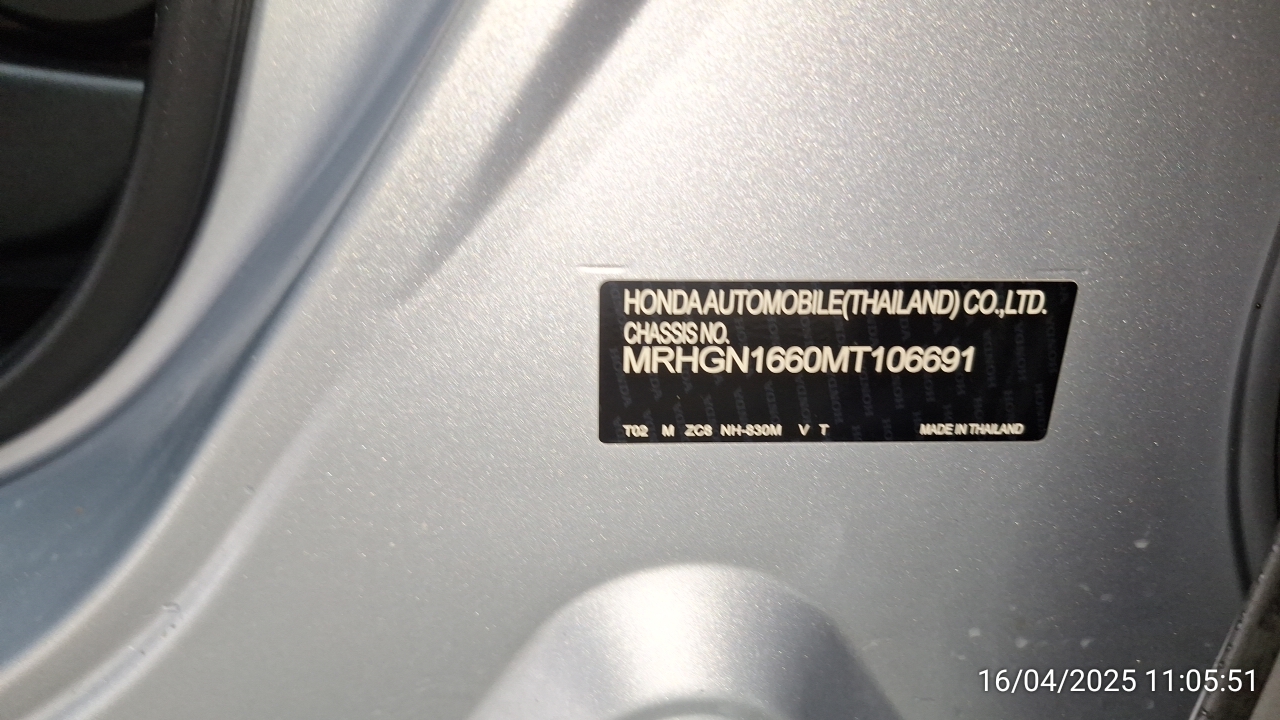 HONDA AUTOMOBILE(THAILAND) CO.,LTD.
CHASSIS NO.
MRHGN1660MT106691
T02 M ZC8 NH-830M V T MADE IN THAILAND
16/04/2025 11:05:51